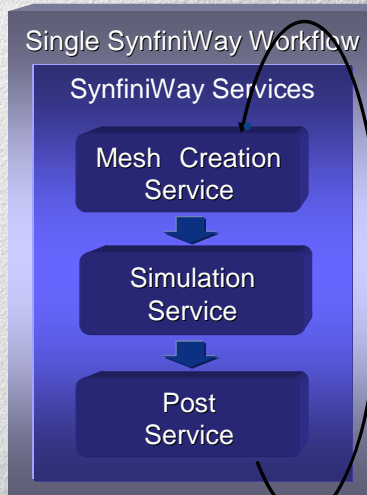 Single SynfiniWay Workflow
SynfiniWay Services
Mesh Creation
Service
Simulation
Service
Post
Service